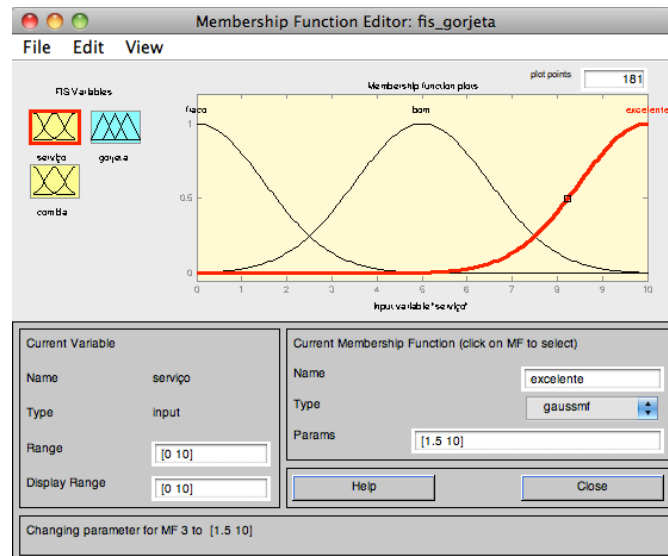 Membership Function Editor: fis_gorjeta
File Edit View
FIS Variables
serviço
gorjeta
comida
Membership function plots
plot points
181
fraco
bom
excelente
1
0.5
0
0 1 2 3 4 5 6 7 8 9 10
input variable "serviço"
Current Variable
Name serviço
Type input
Range [0 10]
Display Range [0 10]
Current Membership Function (click on MF to select)
Name excelente
Type gaussmf
Params [1.5 10]
Help Close
Changing parameter for MF 3 to [1.5 10]